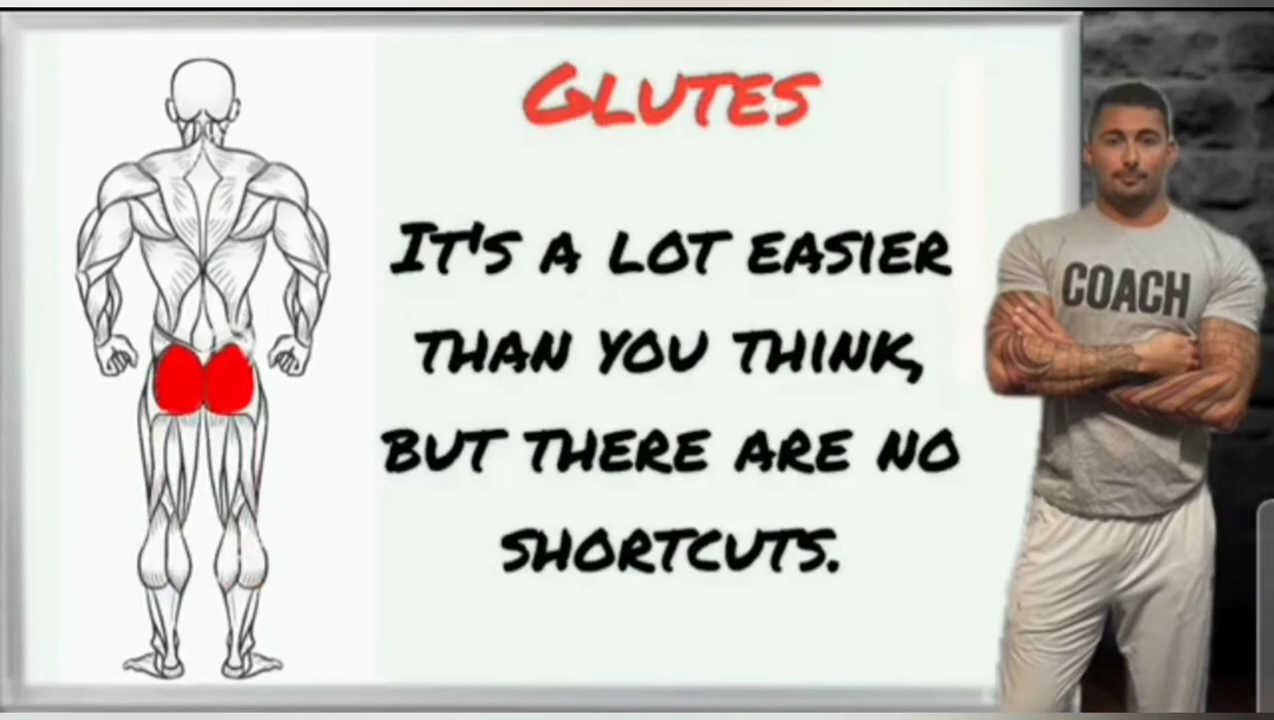 GLUTES
IT'S A LOT EASIER
THAN YOU THINK,
BUT THERE ARE NO
SHORTCUTS.
COACH